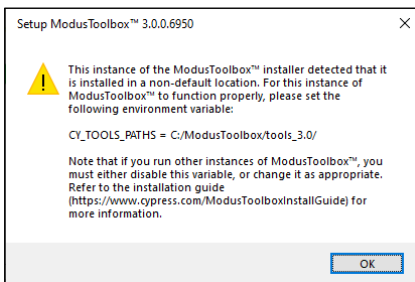 Setup ModusToolbox™ 3.0.0.6950
This instance of the ModusToolbox™ installer detected that it
is installed in a non-default location. For this instance of
ModusToolbox™ to function properly, please set the
following environment variable:
CY_TOOLS_PATHS = C:/ModusToolbox/tools_3.0/
Note that if you run other instances of ModusToolbox™, you
must either disable this variable, or change it as appropriate.
Refer to the installation guide
(https://www.cypress.com/ModusToolboxInstallGuide) for
more information.
OK